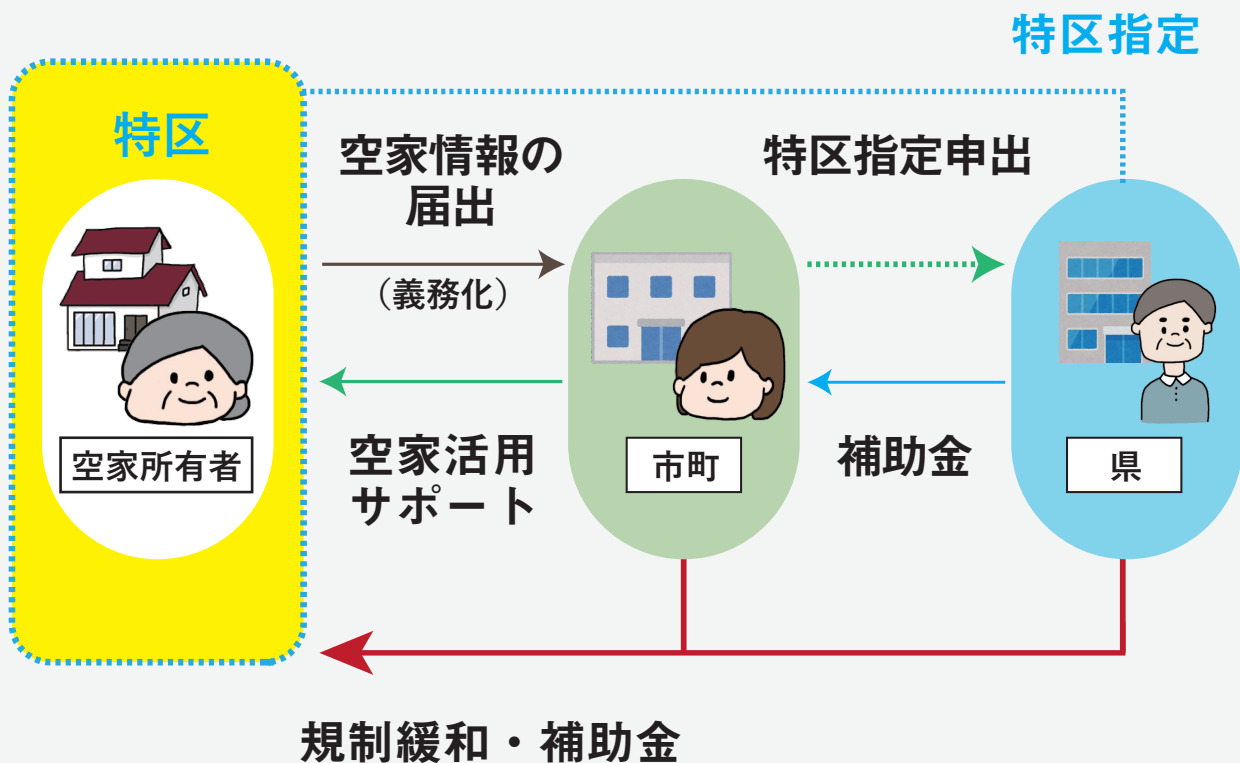 特区指定
特区
空家情報の
届出
(義務化)
特区指定申出
空家活用
サポート
補助金
空家所有者
市町
県
規制緩和・補助金